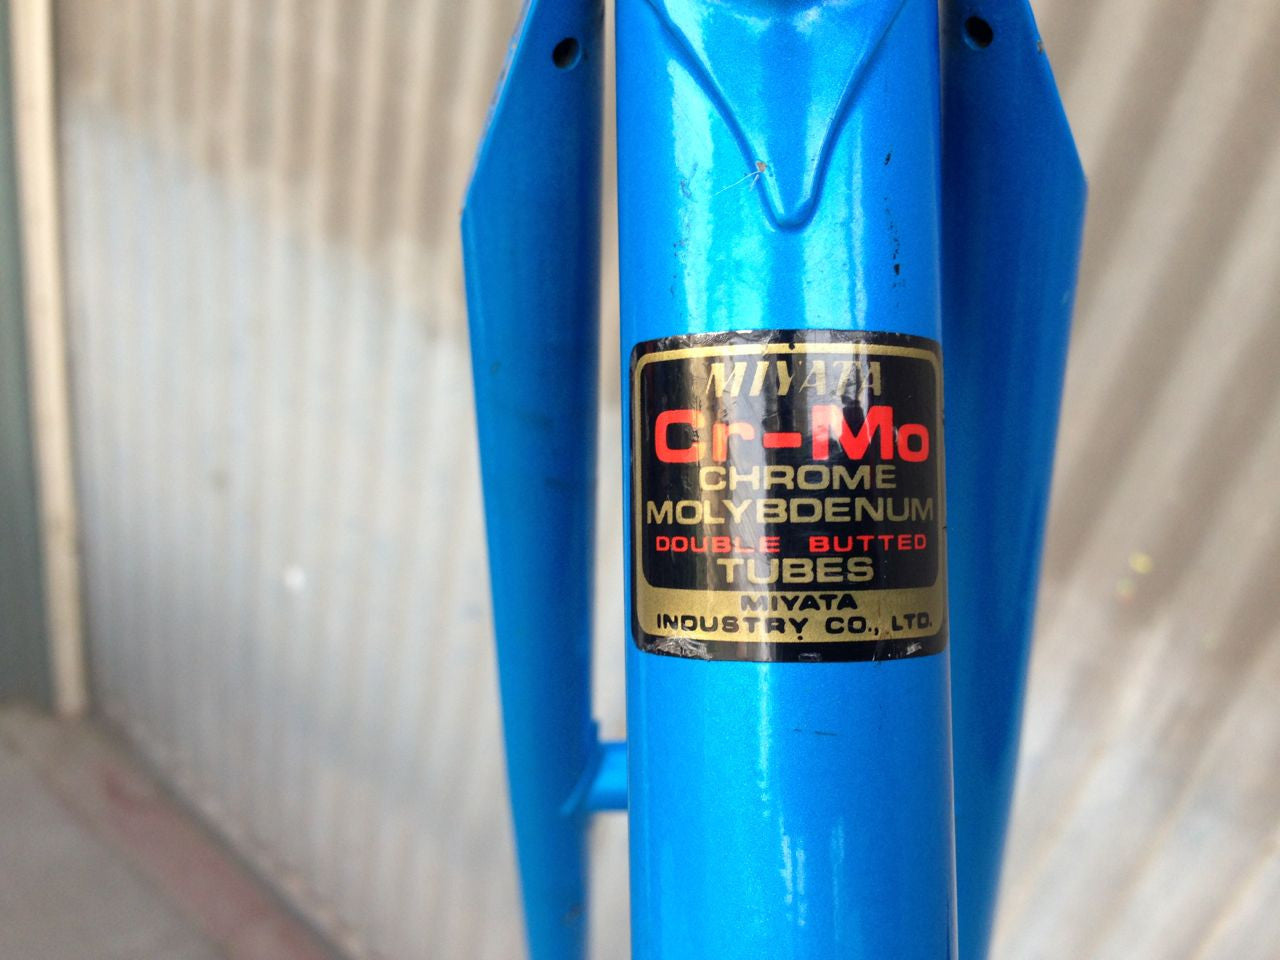 MIYATA
Cr-Mo
CHROME
MOLYBDENUM
DOUBLE BUTTED
TUBES
MIYATA
INDUSTRY CO., LTD.